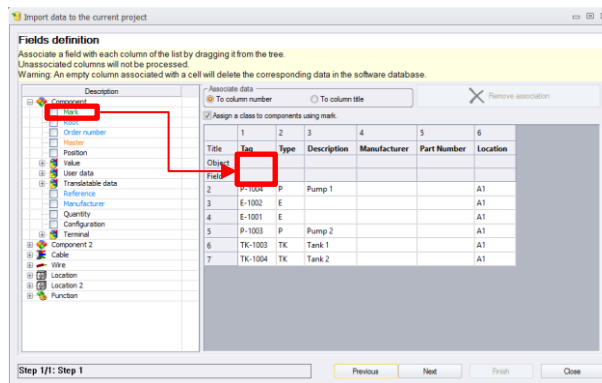 Import data to the current project
Fields definition
Associate a field with each column of the list by dragging it from the tree.
Unassociated columns will not be processed.
Warning: An empty column associated with a cell will delete the corresponding data in the software database.
Description
Component
Mark
Root
Order number
Master
Position
Value
User data
Translatable data
Reference
Manufacturer
Quantity
Configuration
Terminal
Component 2
Cable
Wire
Location
Location 2
Function
Associate data
To column number To column title
Remove association
Assign a class to components using mark.
1 2 3 4 5 6
Title Tag Type Description Manufacturer Part Number Location
Object
Field
2 P-1004 P Pump 1 A1
3 E-1002 E A1
4 E-1001 E A1
5 P-1003 P Pump 2 A1
6 TK-1003 TK Tank 1 A1
7 TK-1004 TK Tank 2 A1
Step 1/1: Step 1
Previous Next Finish Close